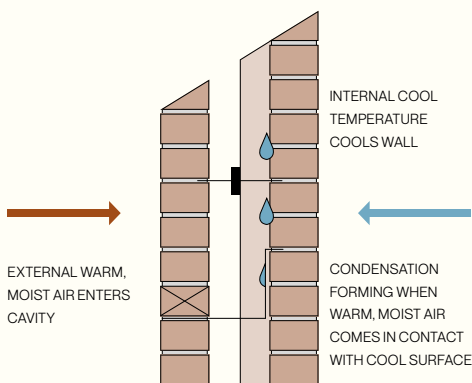 INTERNAL COOL
TEMPERATURE
COOLS WALL
EXTERNAL WARM,
MOIST AIR ENTERS
CAVITY
CONDENSATION
FORMING WHEN
WARM, MOIST AIR
COMES IN CONTACT
WITH COOL SURFACE